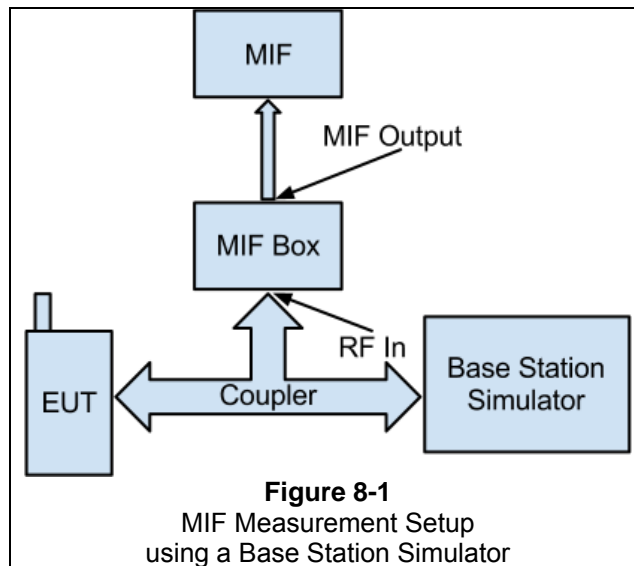 MIF
MIF Output
MIF Box
RF In
EUT
Coupler
Base Station
Simulator
Figure 8-1
MIF Measurement Setup
using a Base Station Simulator